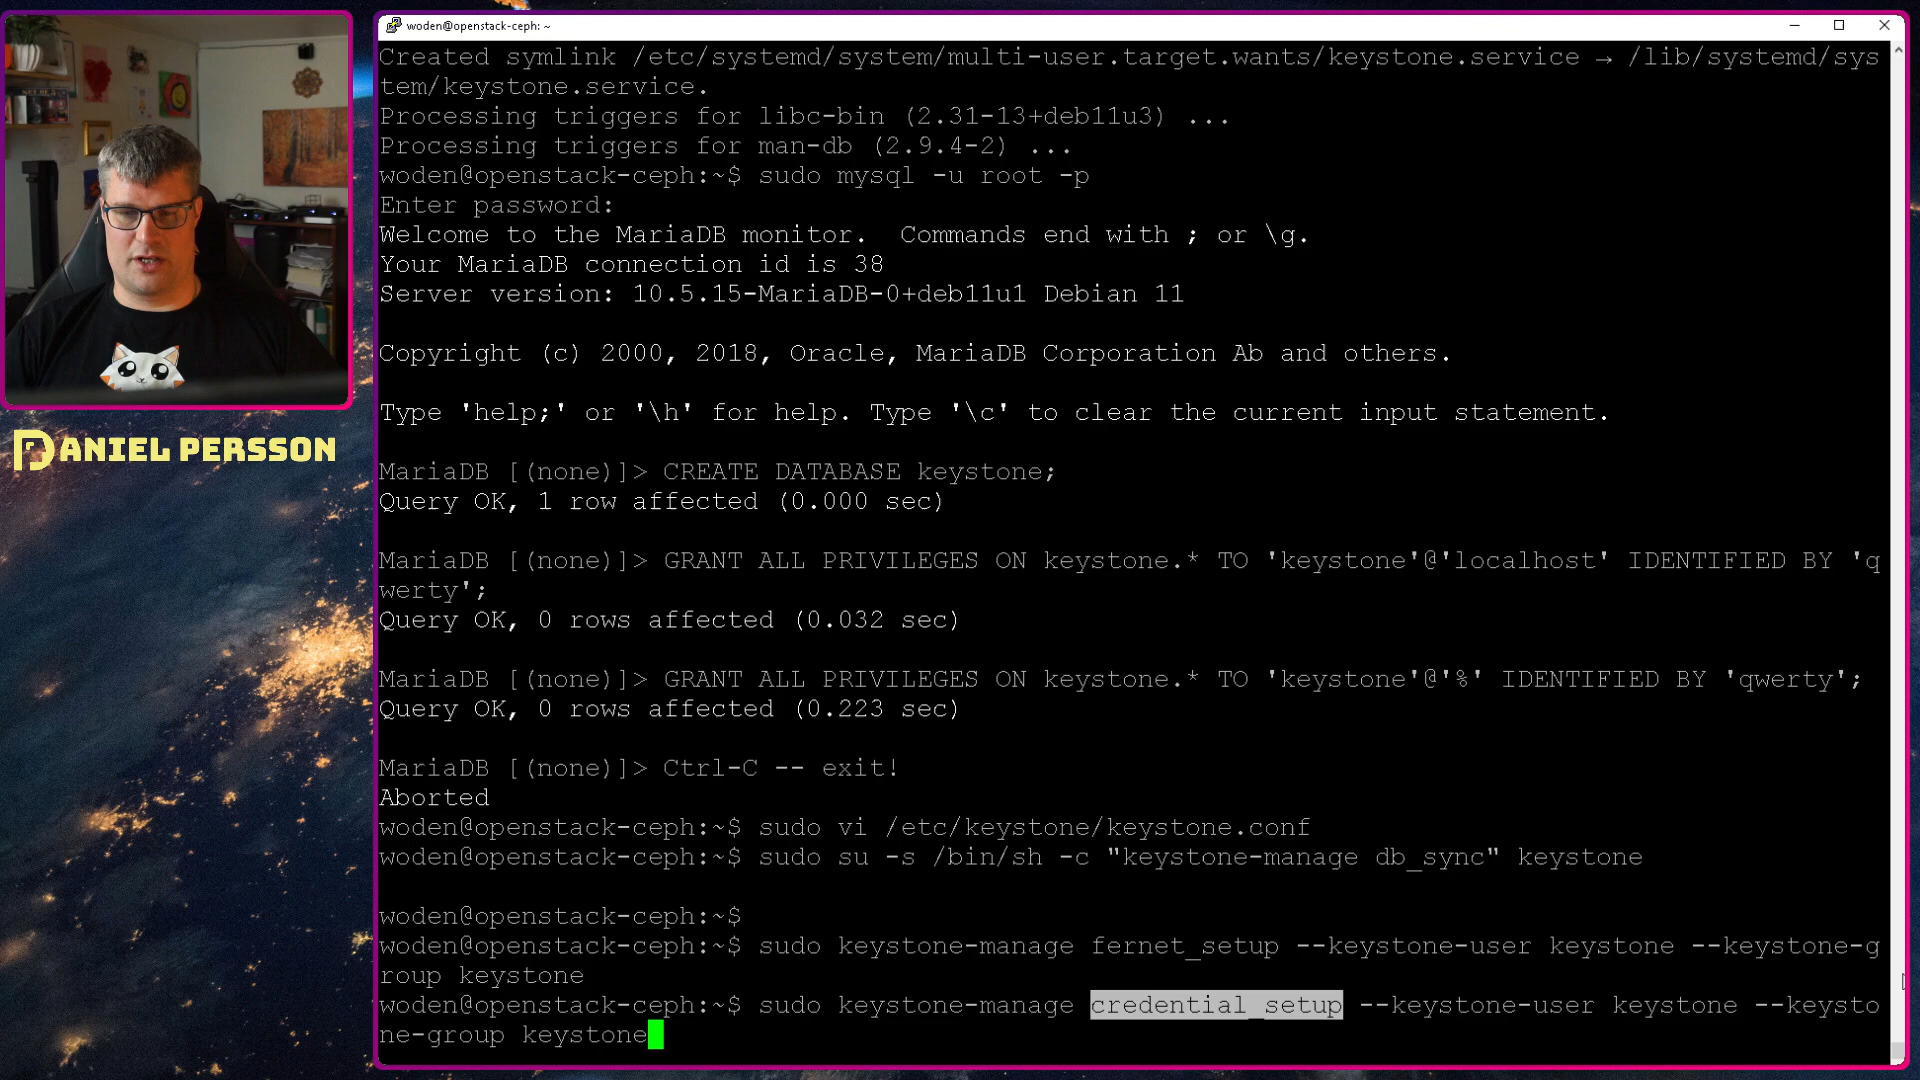 woden@openstack-ceph: ~
Created symlink /etc/systemd/system/multi-user.target.wants/keystone.service → /lib/systemd/sys
tem/keystone.service.
Processing triggers for libc-bin (2.31-13+deb11u3) ...
Processing triggers for man-db (2.9.4-2) ...
woden@openstack-ceph:~$ sudo mysql -u root -p
Enter password:
Welcome to the MariaDB monitor.  Commands end with ; or \g.
Your MariaDB connection id is 38
Server version: 10.5.15-MariaDB-0+deb11u1 Debian 11
Copyright (c) 2000, 2018, Oracle, MariaDB Corporation Ab and others.
Type 'help;' or '\h' for help. Type '\c' to clear the current input statement.
DANIEL PERSSON
MariaDB [(none)]> CREATE DATABASE keystone;
Query OK, 1 row affected (0.000 sec)
MariaDB [(none)]> GRANT ALL PRIVILEGES ON keystone.* TO 'keystone'@'localhost' IDENTIFIED BY 'q
werty';
Query OK, 0 rows affected (0.032 sec)
MariaDB [(none)]> GRANT ALL PRIVILEGES ON keystone.* TO 'keystone'@'%' IDENTIFIED BY 'qwerty';
Query OK, 0 rows affected (0.223 sec)
MariaDB [(none)]> Ctrl-C -- exit!
Aborted
woden@openstack-ceph:~$ sudo vi /etc/keystone/keystone.conf
woden@openstack-ceph:~$ sudo su -s /bin/sh -c "keystone-manage db_sync" keystone
woden@openstack-ceph:~$
woden@openstack-ceph:~$ sudo keystone-manage fernet_setup --keystone-user keystone --keystone-g
roup keystone
woden@openstack-ceph:~$ sudo keystone-manage credential_setup --keystone-user keystone --keysto
ne-group keystone